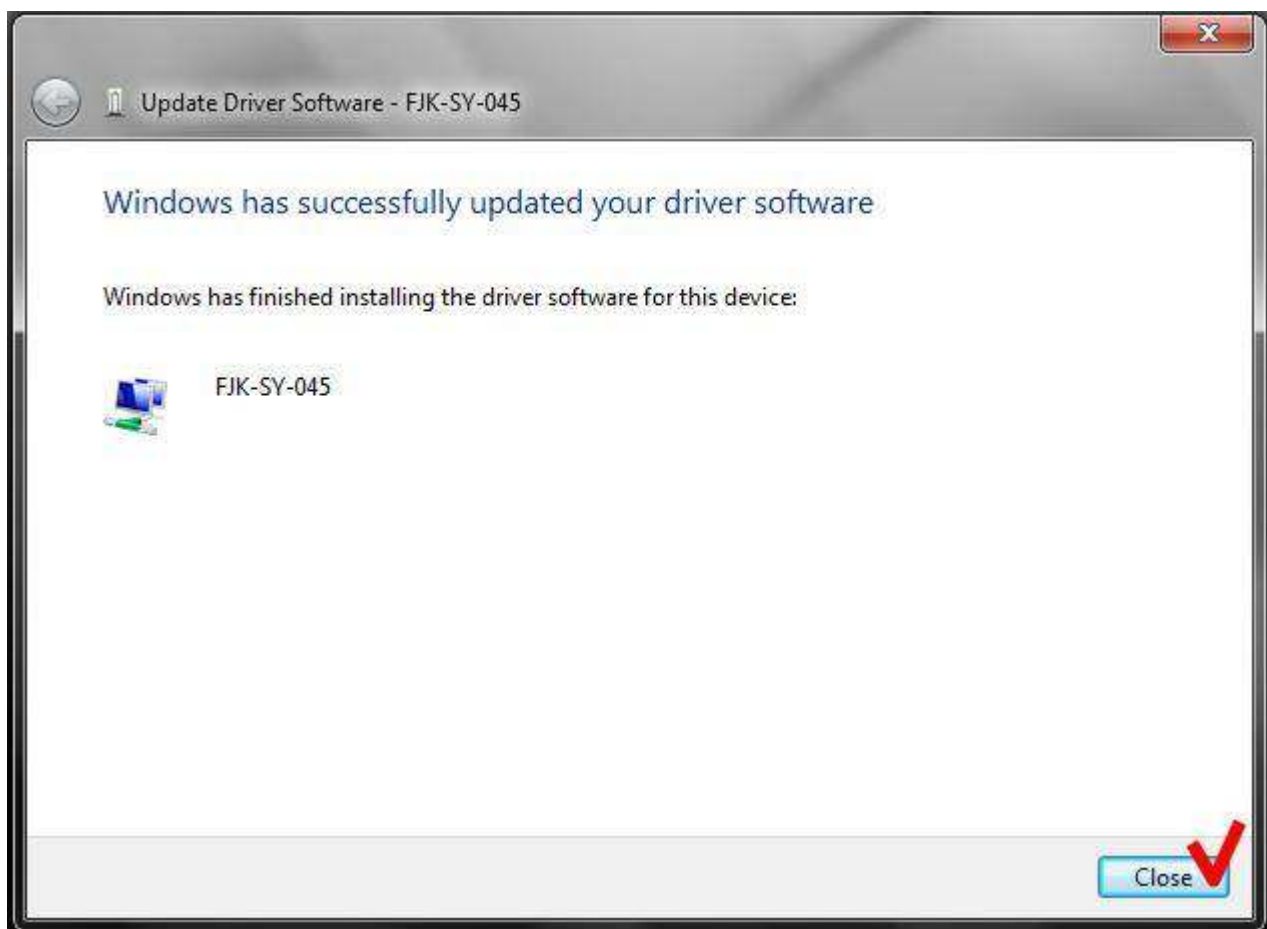 Update Driver Software - FJK-SY-045
Windows has successfully updated your driver software
Windows has finished installing the driver software for this device:
FJK-SY-045
Close